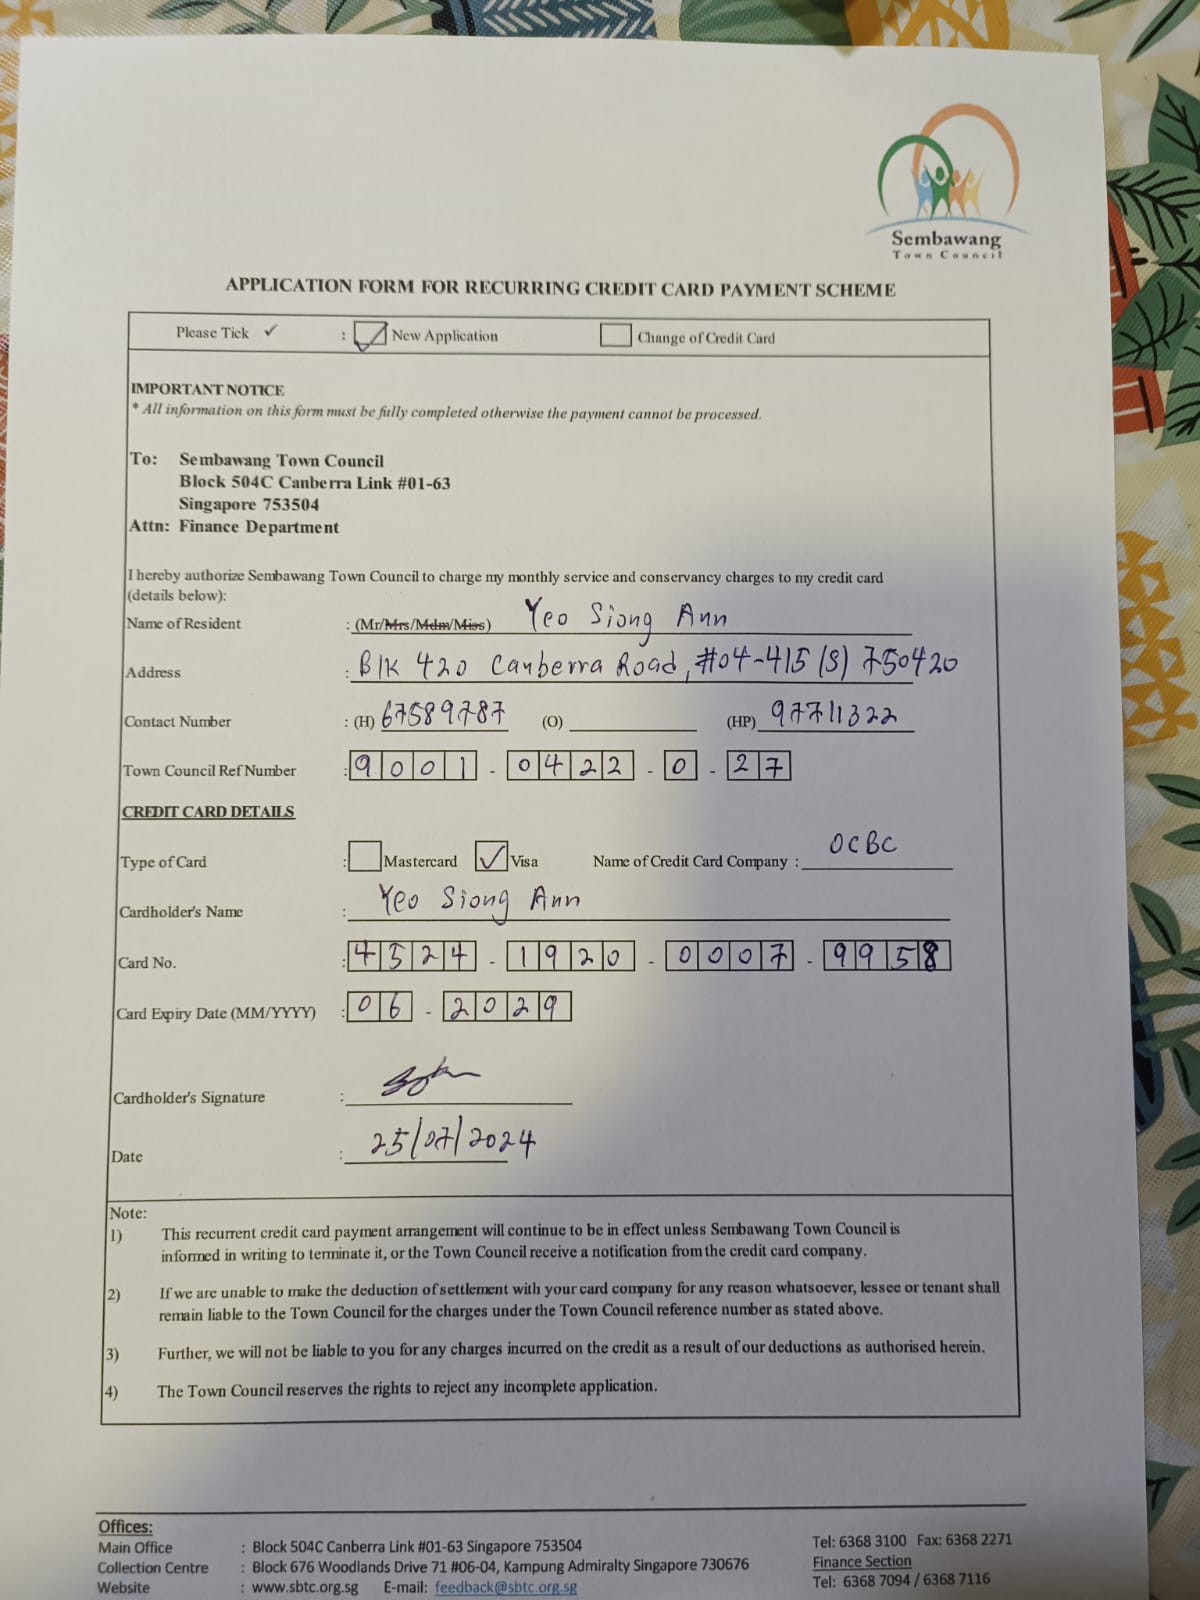 Sembawang
Town Council
APPLICATION FORM FOR RECURRING CREDIT CARD PAYMENT SCHEME
Please Tick ✓ : New Application Change of Credit Card
IMPORTANT NOTICE
* All information on this form must be fully completed otherwise the payment cannot be processed.
To: Sembawang Town Council
Block 504C Canberra Link #01-63
Singapore 753504
Attn: Finance Department
I hereby authorize Sembawang Town Council to charge my monthly service and conservancy charges to my credit card
(details below):
Name of Resident : (Mr/Mrs/Mdm/Miss) Yeo Siong Ann
Address : Blk 420 Canberra Road, #04-415 (S) 750420
Contact Number : (H) 67589787 (O) (HP) 97711322
Town Council Ref Number : 9001 - 0422 - 0 - 27
CREDIT CARD DETAILS
Type of Card : Mastercard ✓ Visa Name of Credit Card Company : OCBC
Cardholder's Name : Yeo Siong Ann
Card No. : 4524 - 1920 - 0007 - 9958
Card Expiry Date (MM/YYYY) : 06 - 2029
Cardholder's Signature :
Date : 25/07/2024
Note:
1) This recurrent credit card payment arrangement will continue to be in effect unless Sembawang Town Council is
informed in writing to terminate it, or the Town Council receive a notification from the credit card company.
2) If we are unable to make the deduction of settlement with your card company for any reason whatsoever, lessee or tenant shall
remain liable to the Town Council for the charges under the Town Council reference number as stated above.
3) Further, we will not be liable to you for any charges incurred on the credit as a result of our deductions as authorised herein.
4) The Town Council reserves the rights to reject any incomplete application.
Offices:
Main Office : Block 504C Canberra Link #01-63 Singapore 753504 Tel: 6368 3100 Fax: 6368 2271
Collection Centre : Block 676 Woodlands Drive 71 #06-04, Kampung Admiralty Singapore 730676 Finance Section
Website : www.sbtc.org.sg E-mail: feedback@sbtc.org.sg Tel: 6368 7094 / 6368 7116